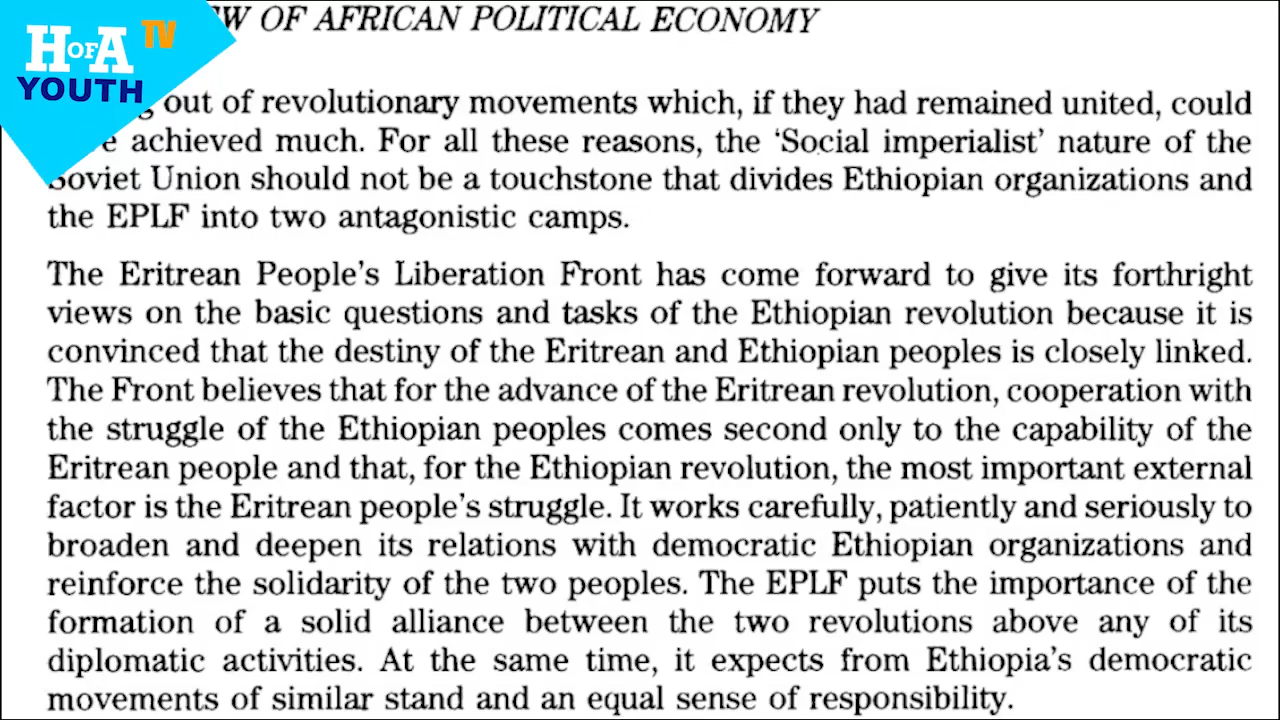 H OF A TV
YOUTH
OF AFRICAN POLITICAL ECONOMY
out of revolutionary movements which, if they had remained united, could
achieved much. For all these reasons, the ‘Social imperialist’ nature of the
Soviet Union should not be a touchstone that divides Ethiopian organizations and
the EPLF into two antagonistic camps.
The Eritrean People’s Liberation Front has come forward to give its forthright
views on the basic questions and tasks of the Ethiopian revolution because it is
convinced that the destiny of the Eritrean and Ethiopian peoples is closely linked.
The Front believes that for the advance of the Eritrean revolution, cooperation with
the struggle of the Ethiopian peoples comes second only to the capability of the
Eritrean people and that, for the Ethiopian revolution, the most important external
factor is the Eritrean people’s struggle. It works carefully, patiently and seriously to
broaden and deepen its relations with democratic Ethiopian organizations and
reinforce the solidarity of the two peoples. The EPLF puts the importance of the
formation of a solid alliance between the two revolutions above any of its
diplomatic activities. At the same time, it expects from Ethiopia’s democratic
movements of similar stand and an equal sense of responsibility.